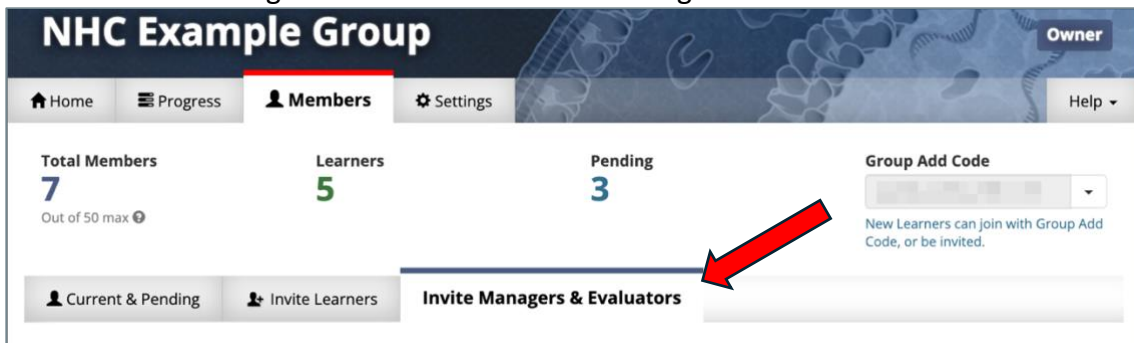 NHC Example Group
Owner
Home
Progress
Members
Settings
Help
Total Members
Learners
Pending
Group Add Code
7
5
3
Out of 50 max
New Learners can join with Group Add
Code, or be invited.
Current & Pending
Invite Learners
Invite Managers & Evaluators